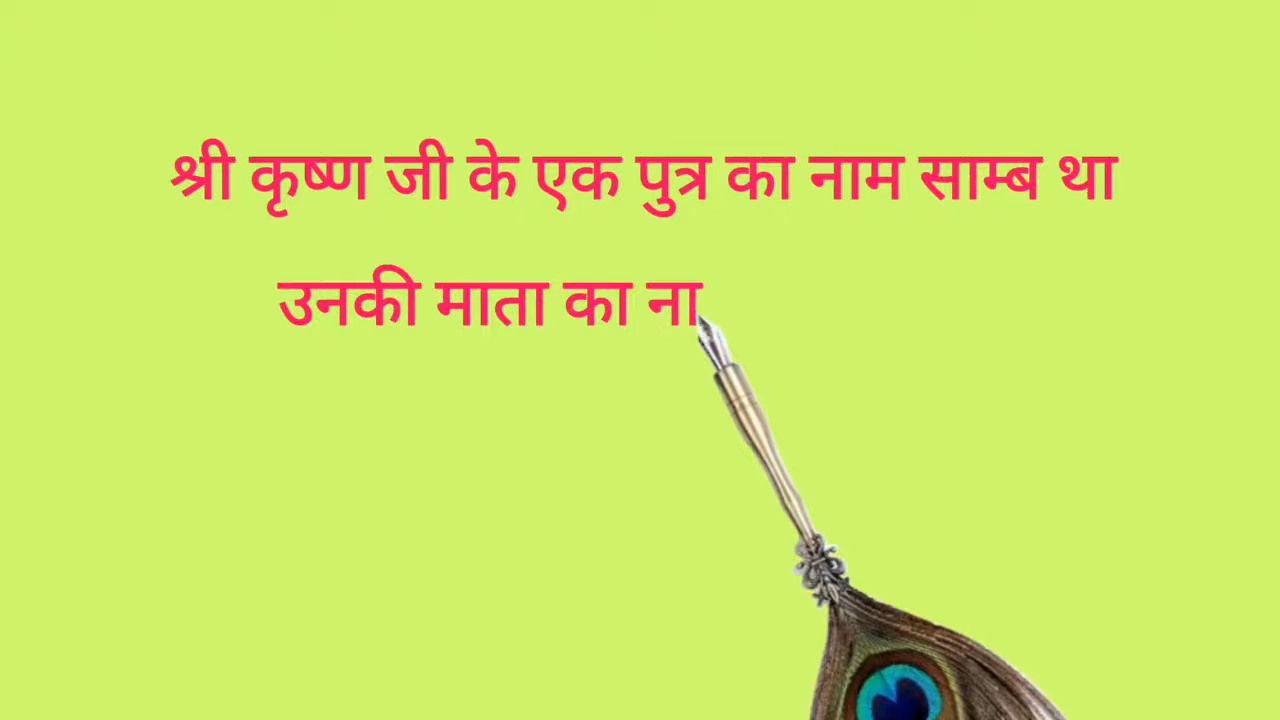 श्री कृष्ण जी के एक पुत्र का नाम साम्ब था
उनकी माता का ना